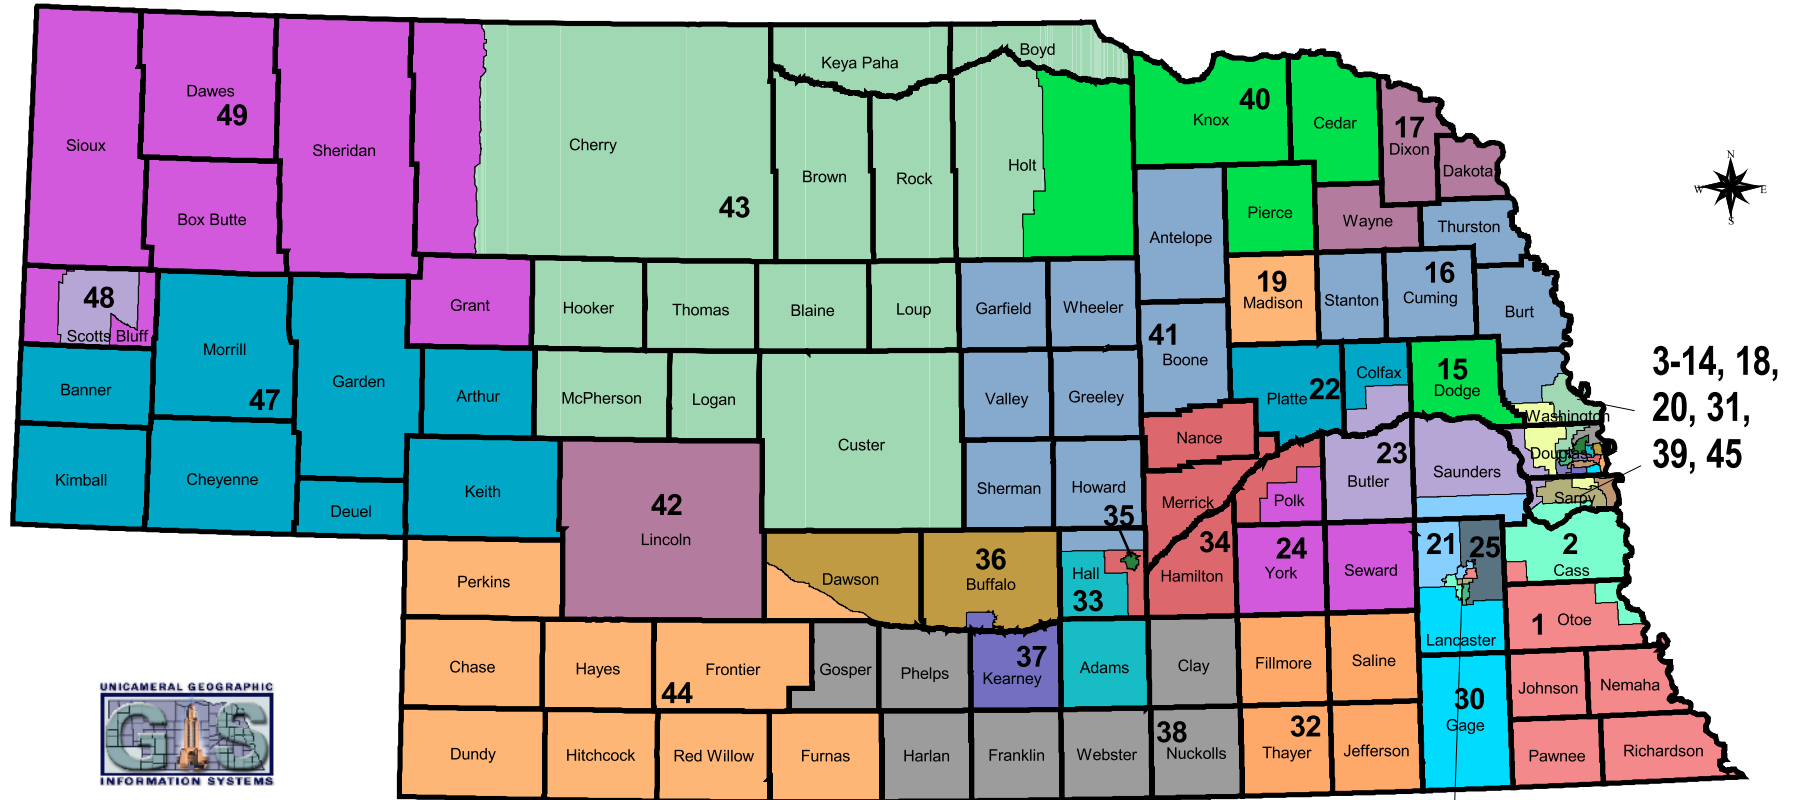 Boyd
Keya Paha
Dawes
49
40
Knox
Cedar
17
Dixon
Sioux
Sheridan
Cherry
Brown
Rock
Holt
Dakota
N
W E
S
Box Butte
43
Pierce
Wayne
Thurston
Antelope
48
Scotts Bluff
Grant
Hooker
Thomas
Blaine
Loup
Garfield
Wheeler
19
Madison
Stanton
16
Cuming
Burt
Morrill
41
Boone
3-14, 18,
20, 31,
39, 45
Banner
47
Garden
Arthur
McPherson
Logan
Valley
Greeley
Platte
22
Colfax
15
Dodge
Washington
Custer
Nance
Douglas
Kimball
Cheyenne
Deuel
Keith
42
Lincoln
Sherman
Howard
35
Merrick
Polk
23
Butler
Saunders
Sarpy
Perkins
Dawson
36
Buffalo
Hall
33
34
Hamilton
24
York
Seward
21
25
2
Cass
Chase
Hayes
Frontier
44
Gosper
Phelps
37
Kearney
Adams
Clay
Fillmore
Saline
Lancaster
1
Otoe
30
Gage
Johnson
Nemaha
Dundy
Hitchcock
Red Willow
Furnas
Harlan
Franklin
Webster
38
Nuckolls
32
Thayer
Jefferson
Pawnee
Richardson
UNICAMERAL GEOGRAPHIC
GIS
INFORMATION SYSTEMS